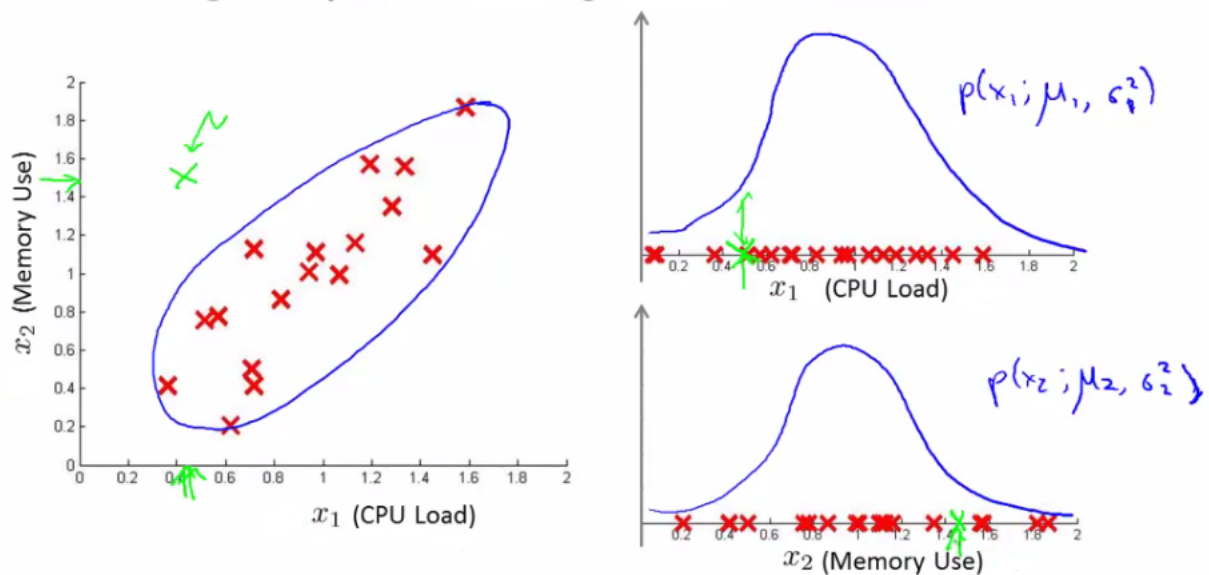 2
1.8
1.6
1.4
1.2
1
0.8
0.6
0.4
0.2
0
x₂ (Memory Use)
0 0.2 0.4 0.6 0.8 1 1.2 1.4 1.6 1.8 2
x₁ (CPU Load)
p(x₁; μ₁, σ₁²)
0.2 0.4 0.6 0.8 1 1.2 1.4 1.6 1.8 2
x₁ (CPU Load)
p(x₂; μ₂, σ₂²)
0.2 0.4 0.6 0.8 1 1.2 1.6 1.8 2
x₂ (Memory Use)